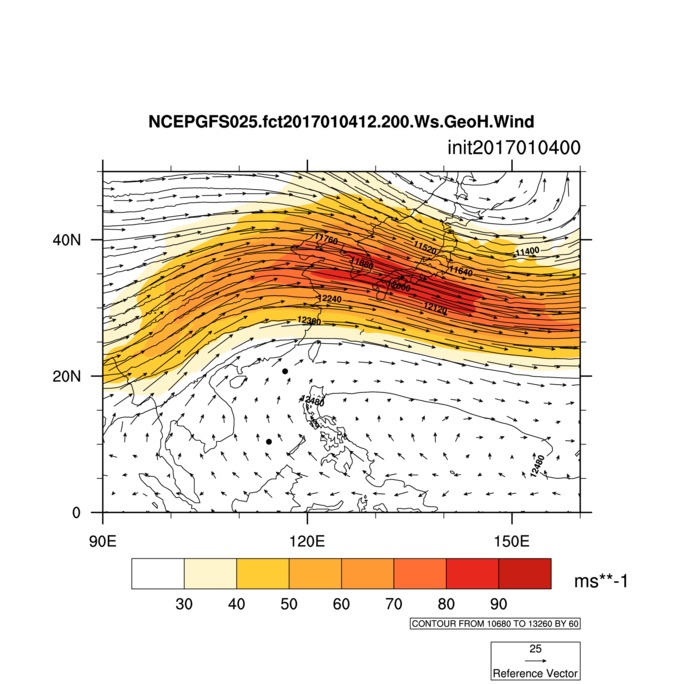 NCEPGFS025.fct2017010412.200.Ws.GeoH.Wind
init2017010400
40N
20N
0
11760
11520
11400
11880
11640
12000
12240
12120
12360
12480
12480
90E 120E 150E
30 40 50 60 70 80 90
ms**-1
CONTOUR FROM 10680 TO 13260 BY 60
25
Reference Vector